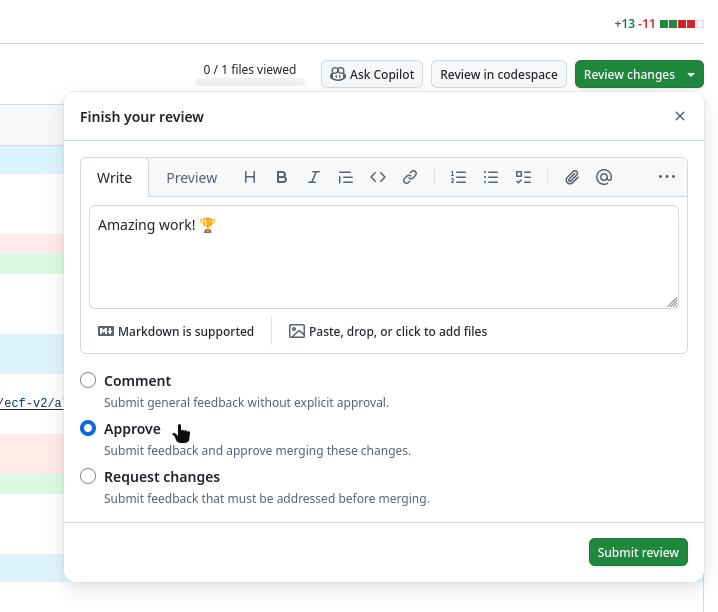 +13 -11
0 / 1 files viewed
Ask Copilot
Review in codespace
Review changes
Finish your review
Write
Preview
Amazing work! 🏆
Markdown is supported
Paste, drop, or click to add files
Comment
Submit general feedback without explicit approval.
/ecf-v2/a
Approve
Submit feedback and approve merging these changes.
Request changes
Submit feedback that must be addressed before merging.
Submit review